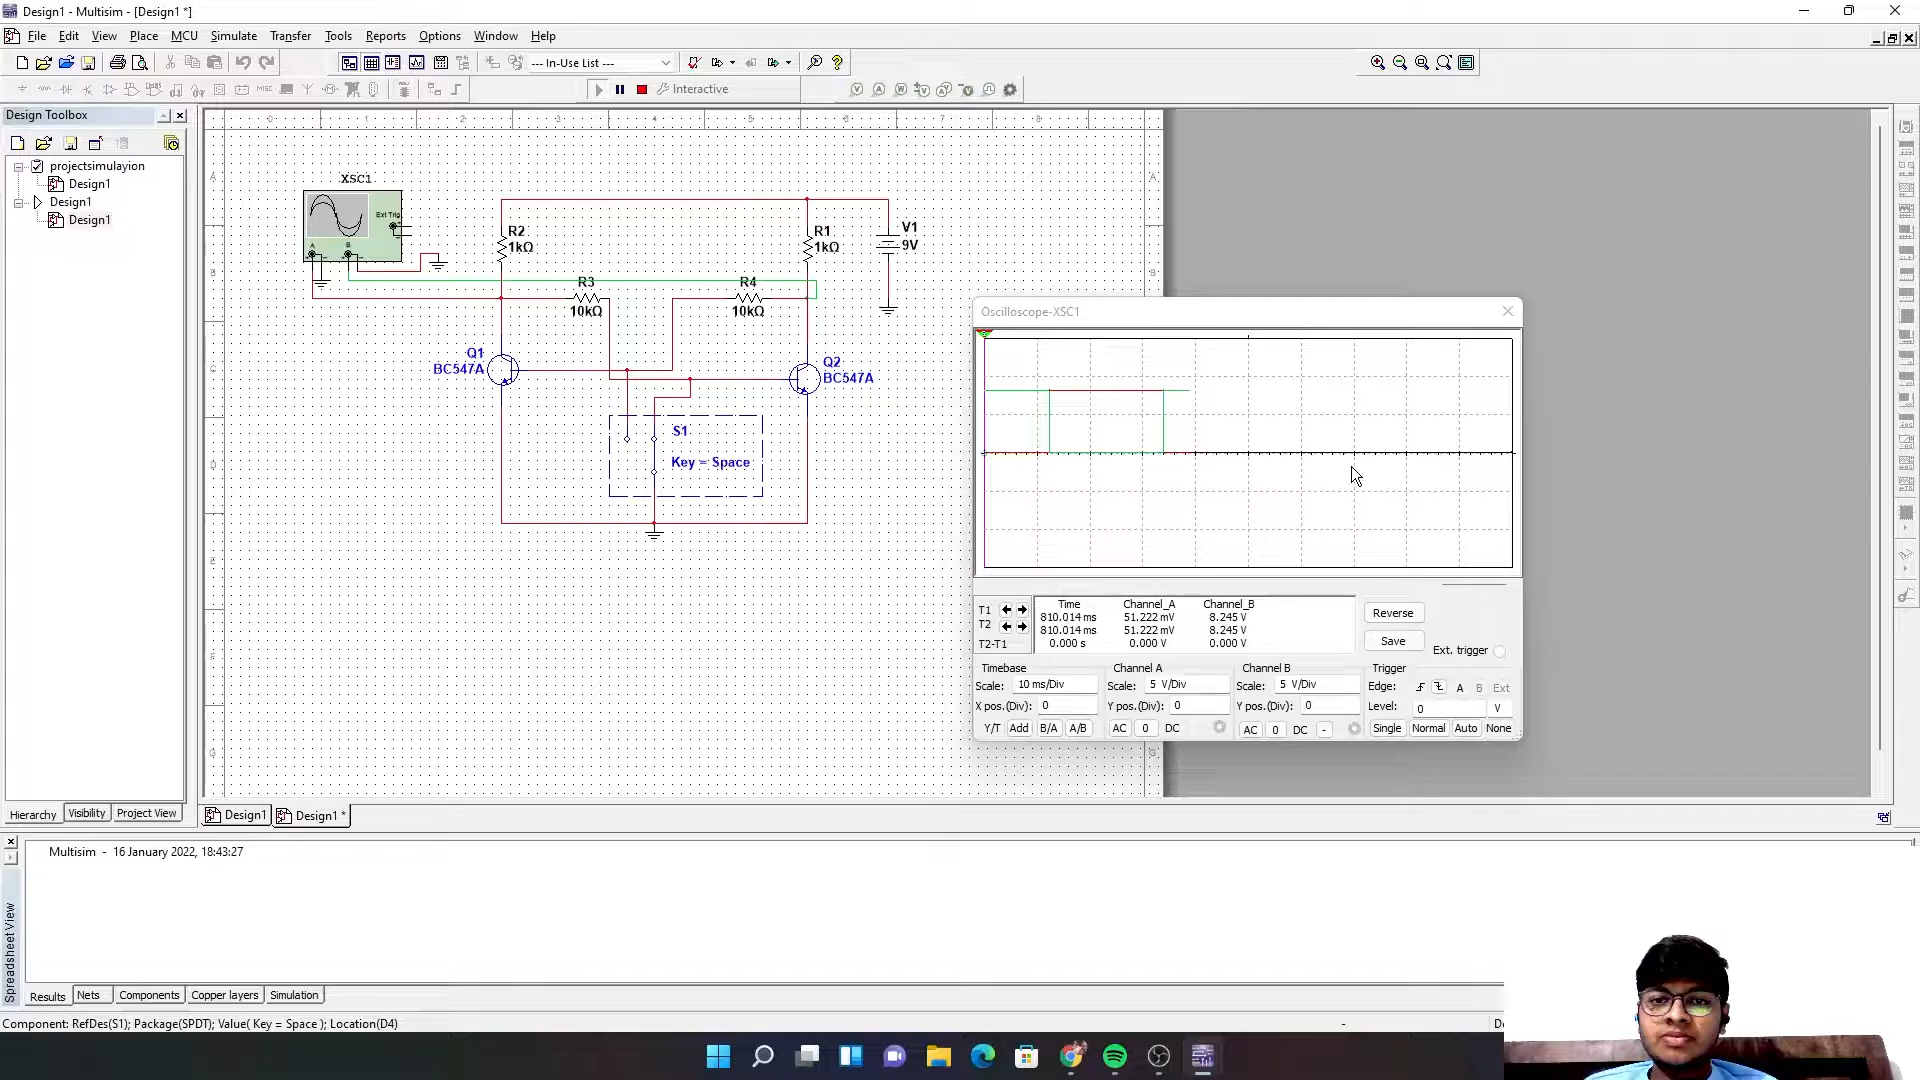 Design1 - Multisim - [Design1 *]
File Edit View Place MCU Simulate Transfer Tools Reports Options Window Help
--- In-Use List ---
Interactive
Design Toolbox
projectsimulayion
Design1
Design1
Design1
XSC1
Ext Trig
A B
R2
1kΩ
R1
1kΩ
V1
9V
R3
10kΩ
R4
10kΩ
Q1
BC547A
Q2
BC547A
S1
Key = Space
Oscilloscope-XSC1
Time Channel_A Channel_B
T1 810.014 ms 51.222 mV 8.245 V
T2 810.014 ms 51.222 mV 8.245 V
T2-T1 0.000 s 0.000 V 0.000 V
Reverse
Save
Ext. trigger
Timebase Channel A Channel B Trigger
Scale: 10 ms/Div Scale: 5 V/Div Scale: 5 V/Div Edge: A B Ext
X pos.(Div): 0 Y pos.(Div): 0 Y pos.(Div): 0 Level: 0 V
Y/T Add B/A A/B AC 0 DC AC 0 DC - Single Normal Auto None
Hierarchy Visibility Project View
Design1 Design1 *
Multisim - 16 January 2022, 18:43:27
Spreadsheet View
Results Nets Components Copper layers Simulation
Component: RefDes(S1); Package(SPDT); Value( Key = Space ); Location(D4)